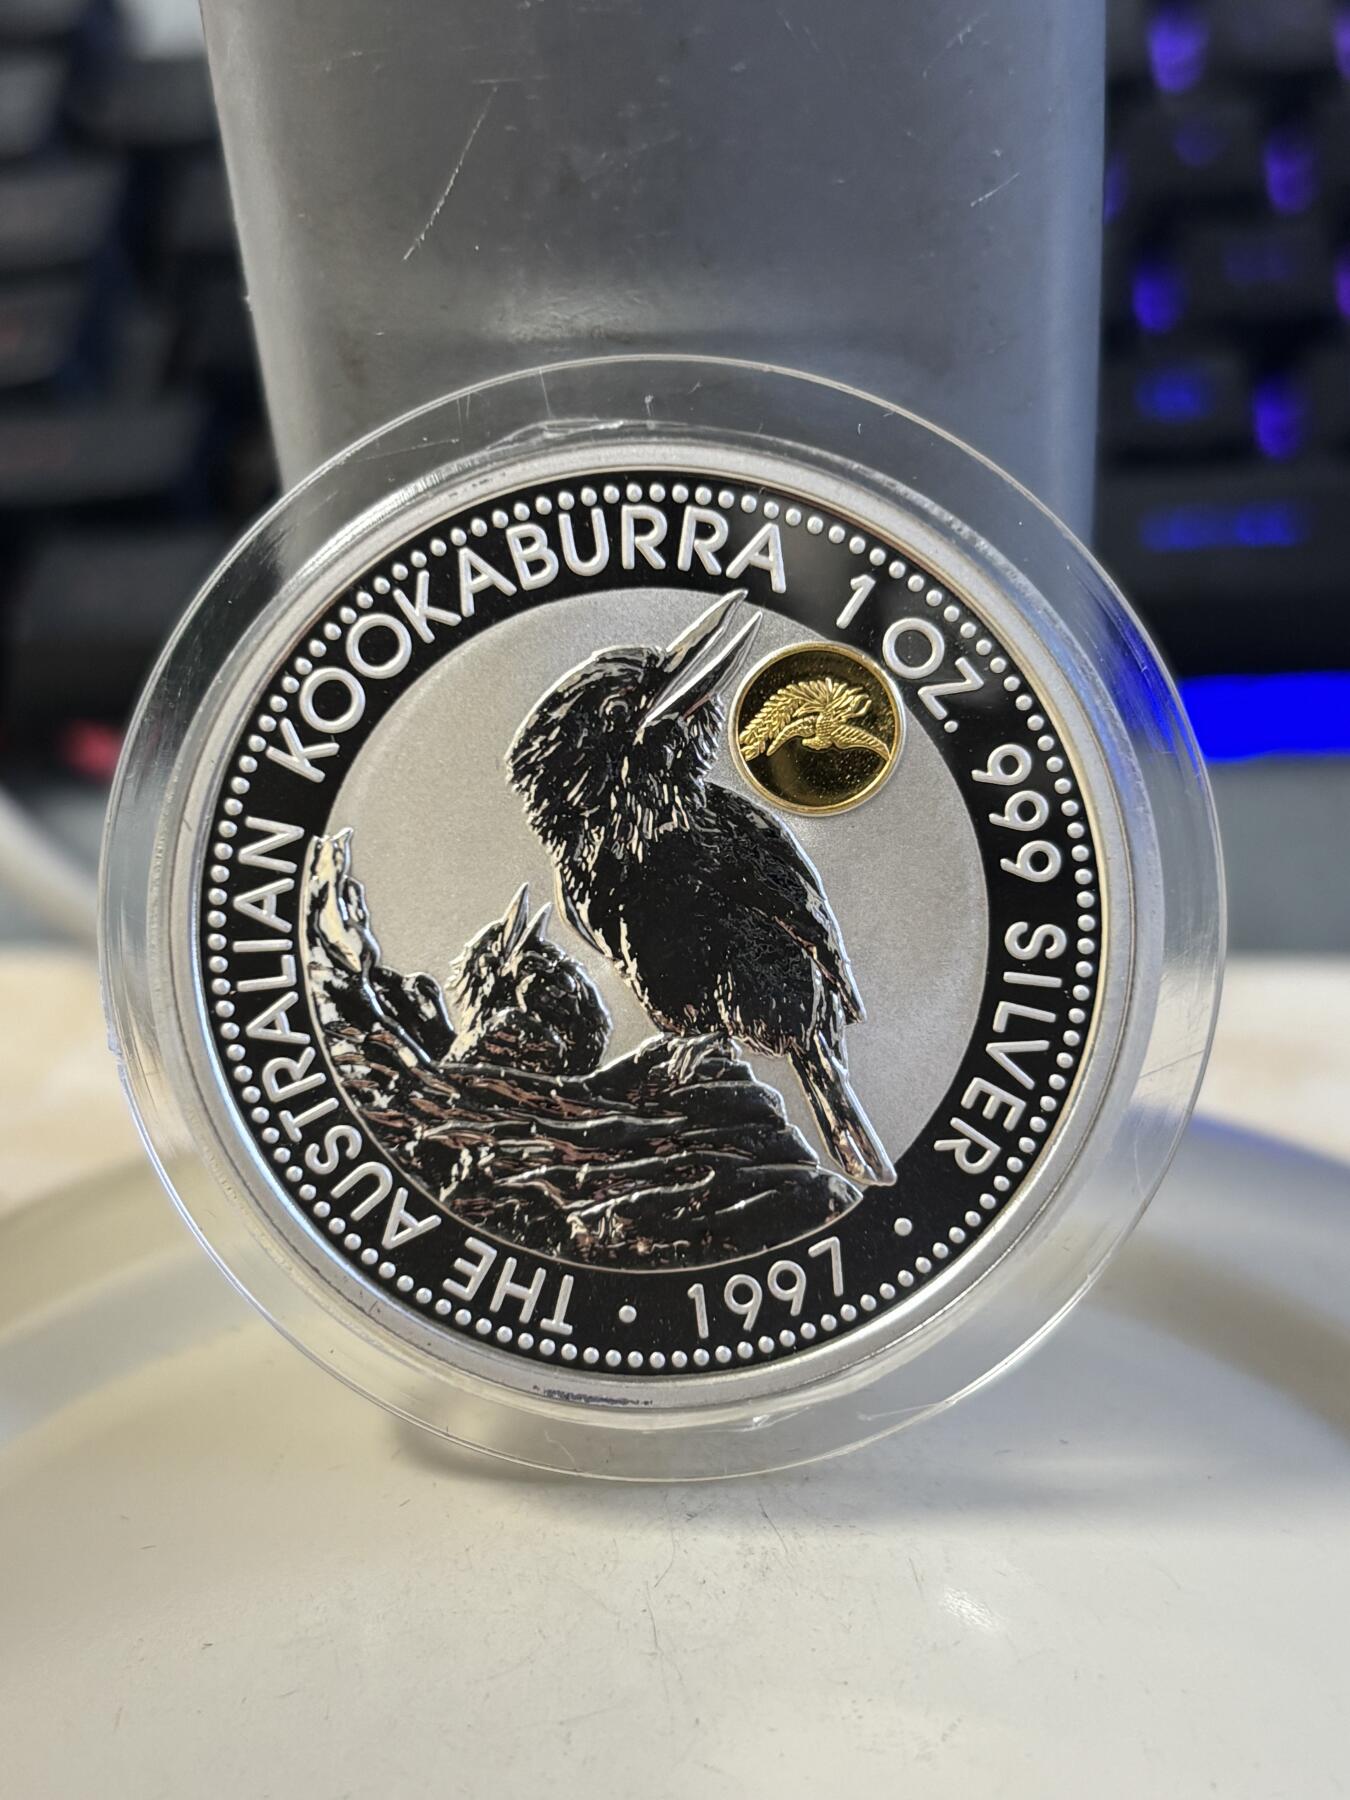 THE AUSTRALIAN KOOKABURRA 1 OZ. 999 SILVER
• 1997 •